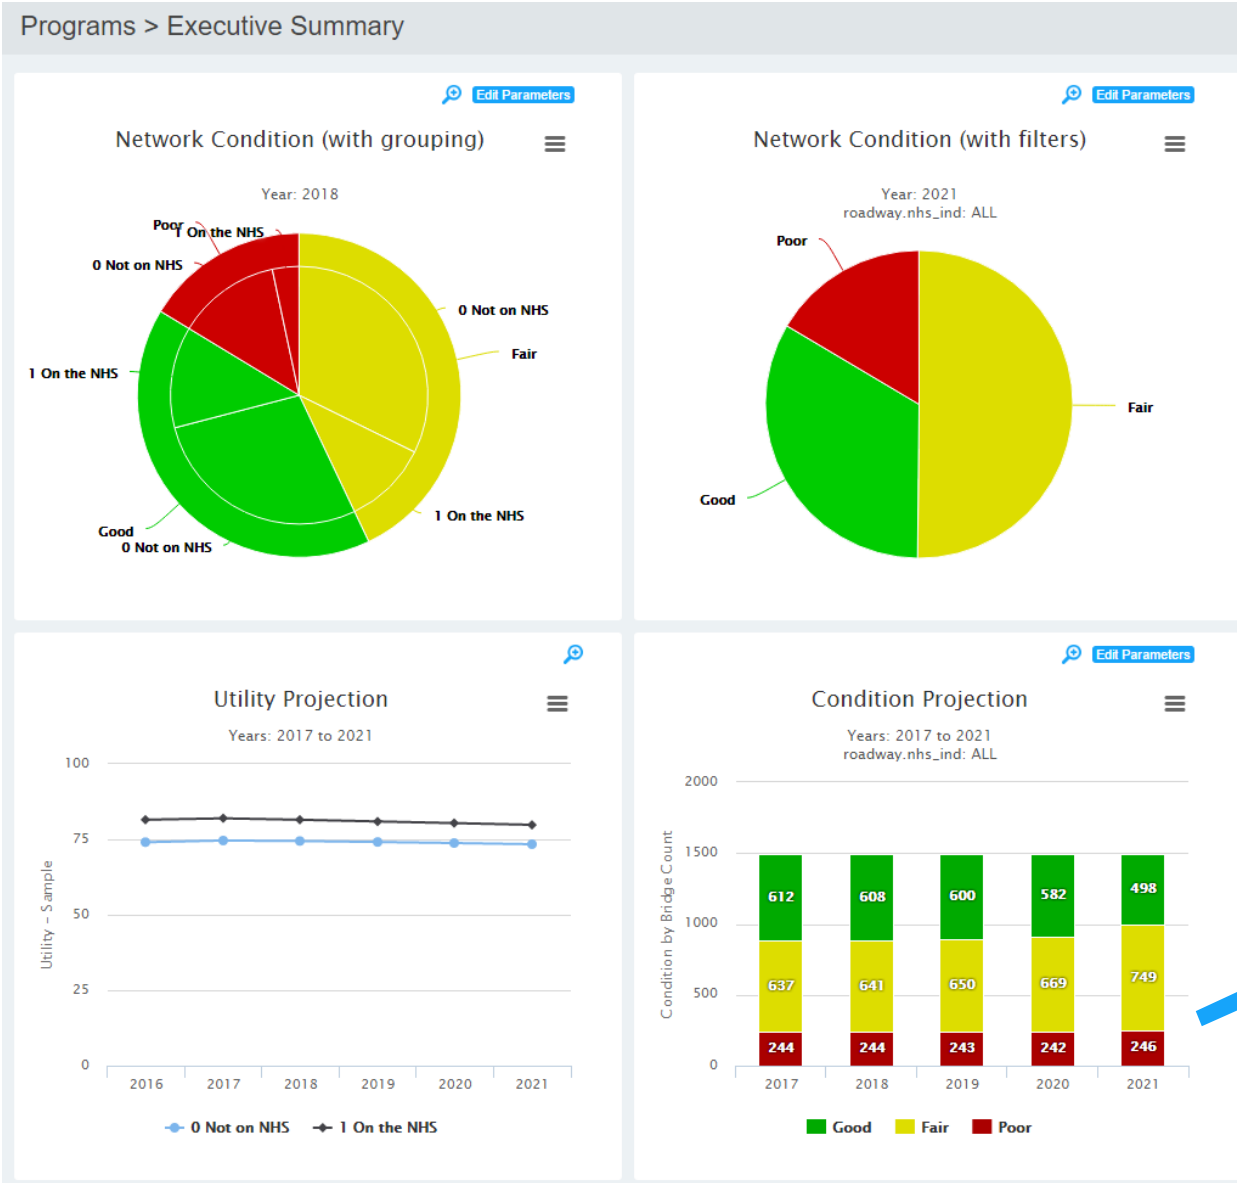 Programs > Executive Summary
Edit Parameters
Network Condition (with grouping)
Year: 2018
Poor
1 On the NHS
0 Not on NHS
0 Not on NHS
Fair
1 On the NHS
Good
0 Not on NHS
1 On the NHS
Edit Parameters
Network Condition (with filters)
Year: 2021
roadway.nhs_ind: ALL
Poor
Fair
Good
Utility Projection
Years: 2017 to 2021
Utility – Sample
100
75
50
25
0
2016 2017 2018 2019 2020 2021
0 Not on NHS 1 On the NHS
Edit Parameters
Condition Projection
Years: 2017 to 2021
roadway.nhs_ind: ALL
Condition by Bridge Count
2000
1500
1000
500
0
612 608 600 582 498
637 641 650 669 749
244 244 243 242 246
2017 2018 2019 2020 2021
Good Fair Poor